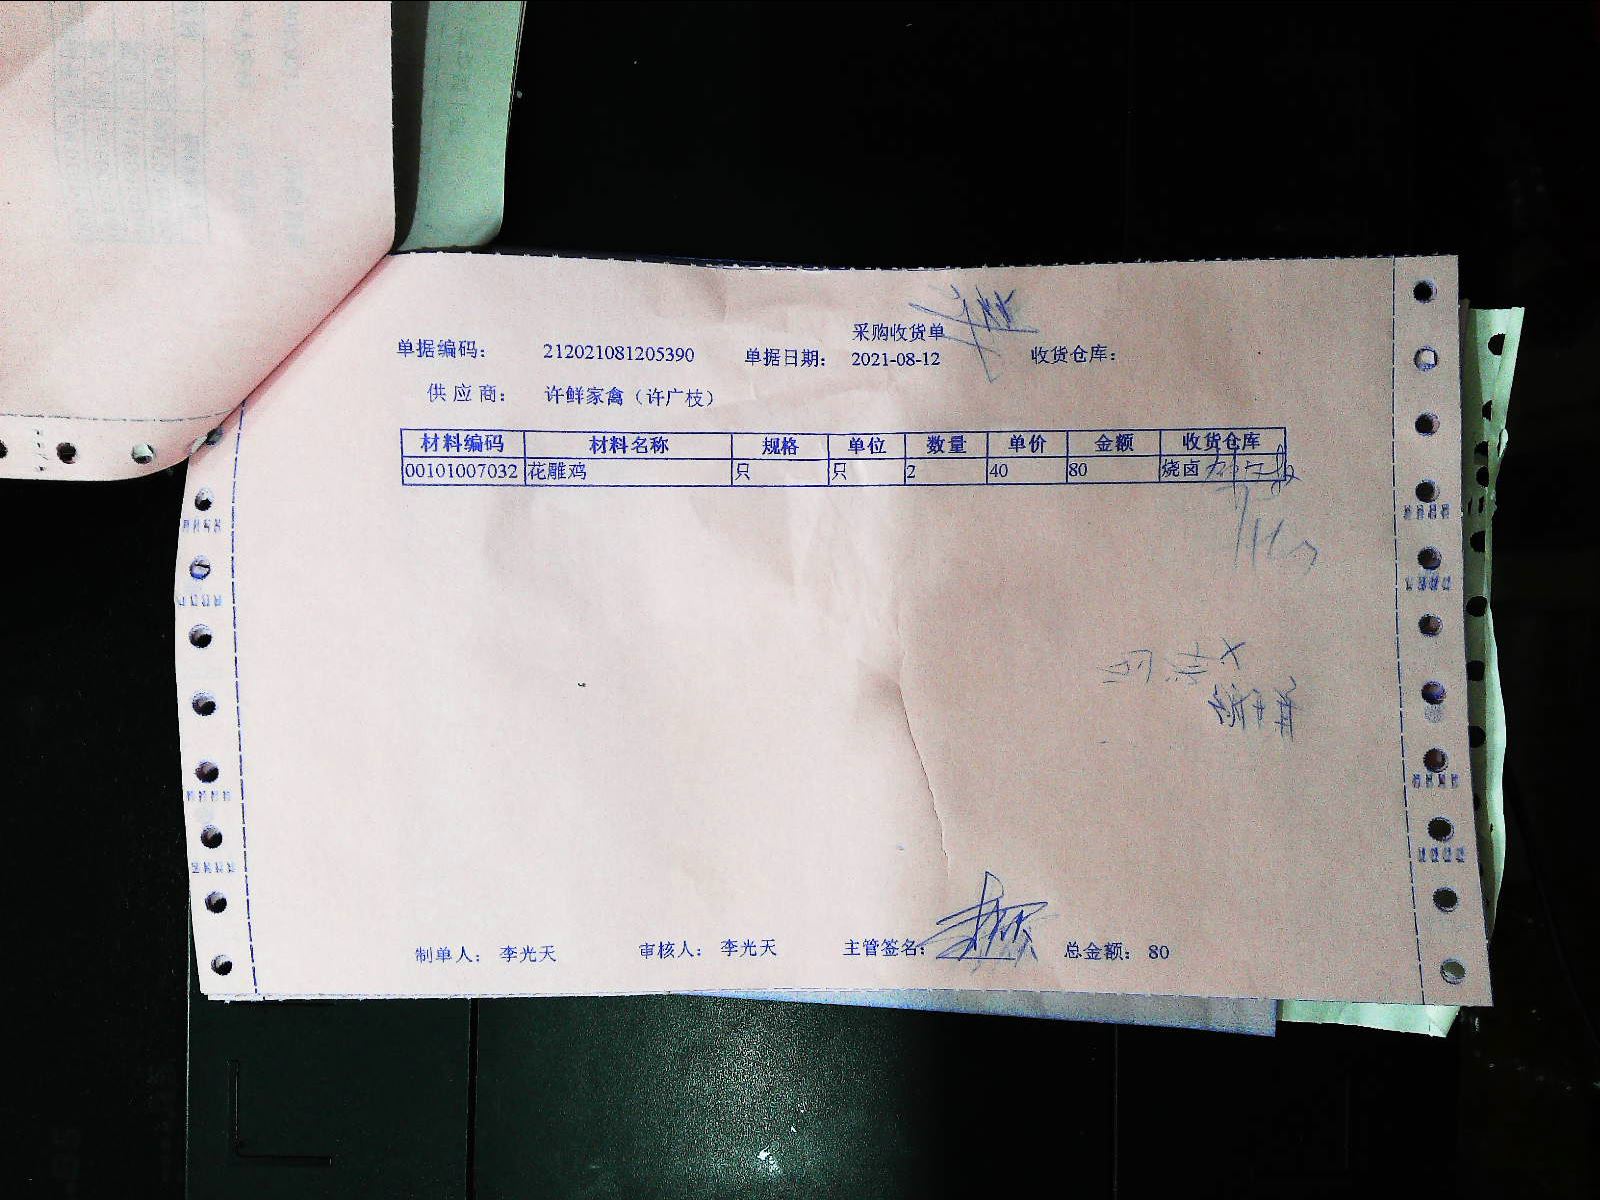 采购收货单
单据编码： 212021081205390 单据日期： 2021-08-12 收货仓库：
供应商： 许鲜家禽（许广枝）
材料编码 材料名称 规格 单位 数量 单价 金额 收货仓库
00101007032 花雕鸡 只 只 2 40 80 烧卤
制单人： 李光天 审核人： 李光天 主管签名： 总金额： 80